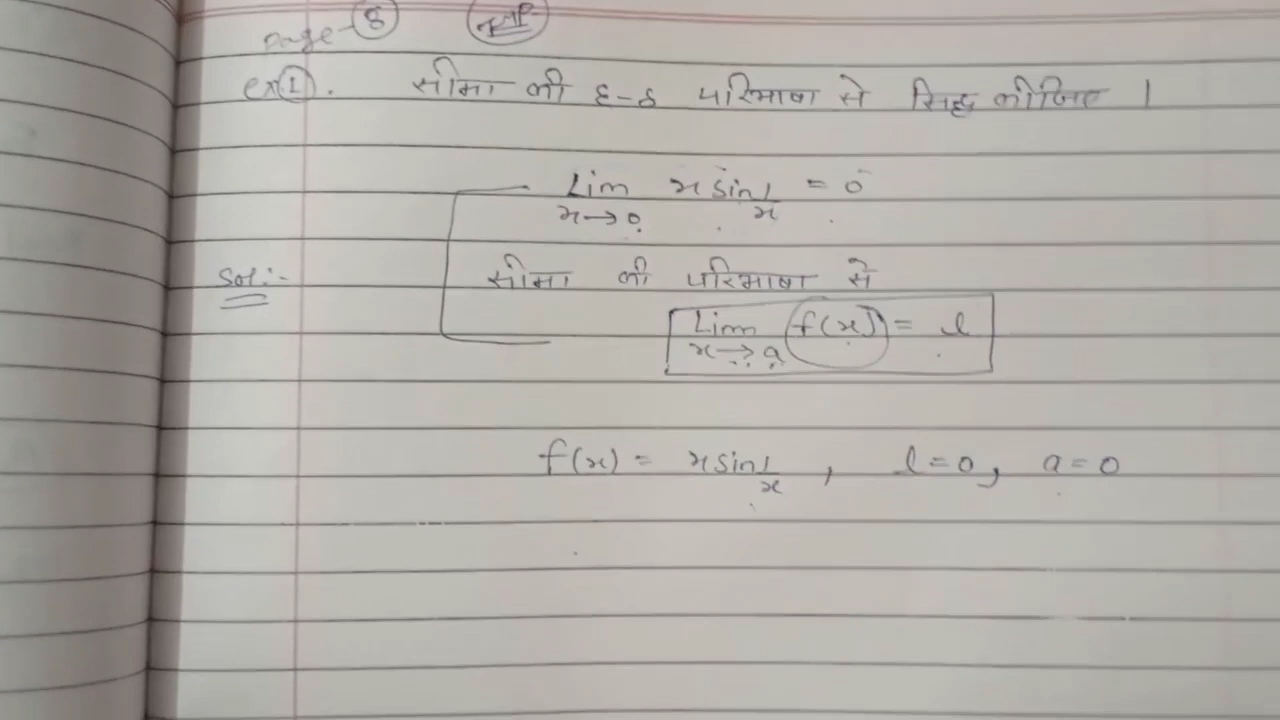 page-8
ex 1. सीमा की ε-δ परिभाषा से सिद्ध कीजिए ।
Lim x→0 x sin 1/x = 0
Sol:- सीमा की परिभाषा से
Lim x→a f(x) = l
f(x) = x sin 1/x , l=0, a=0